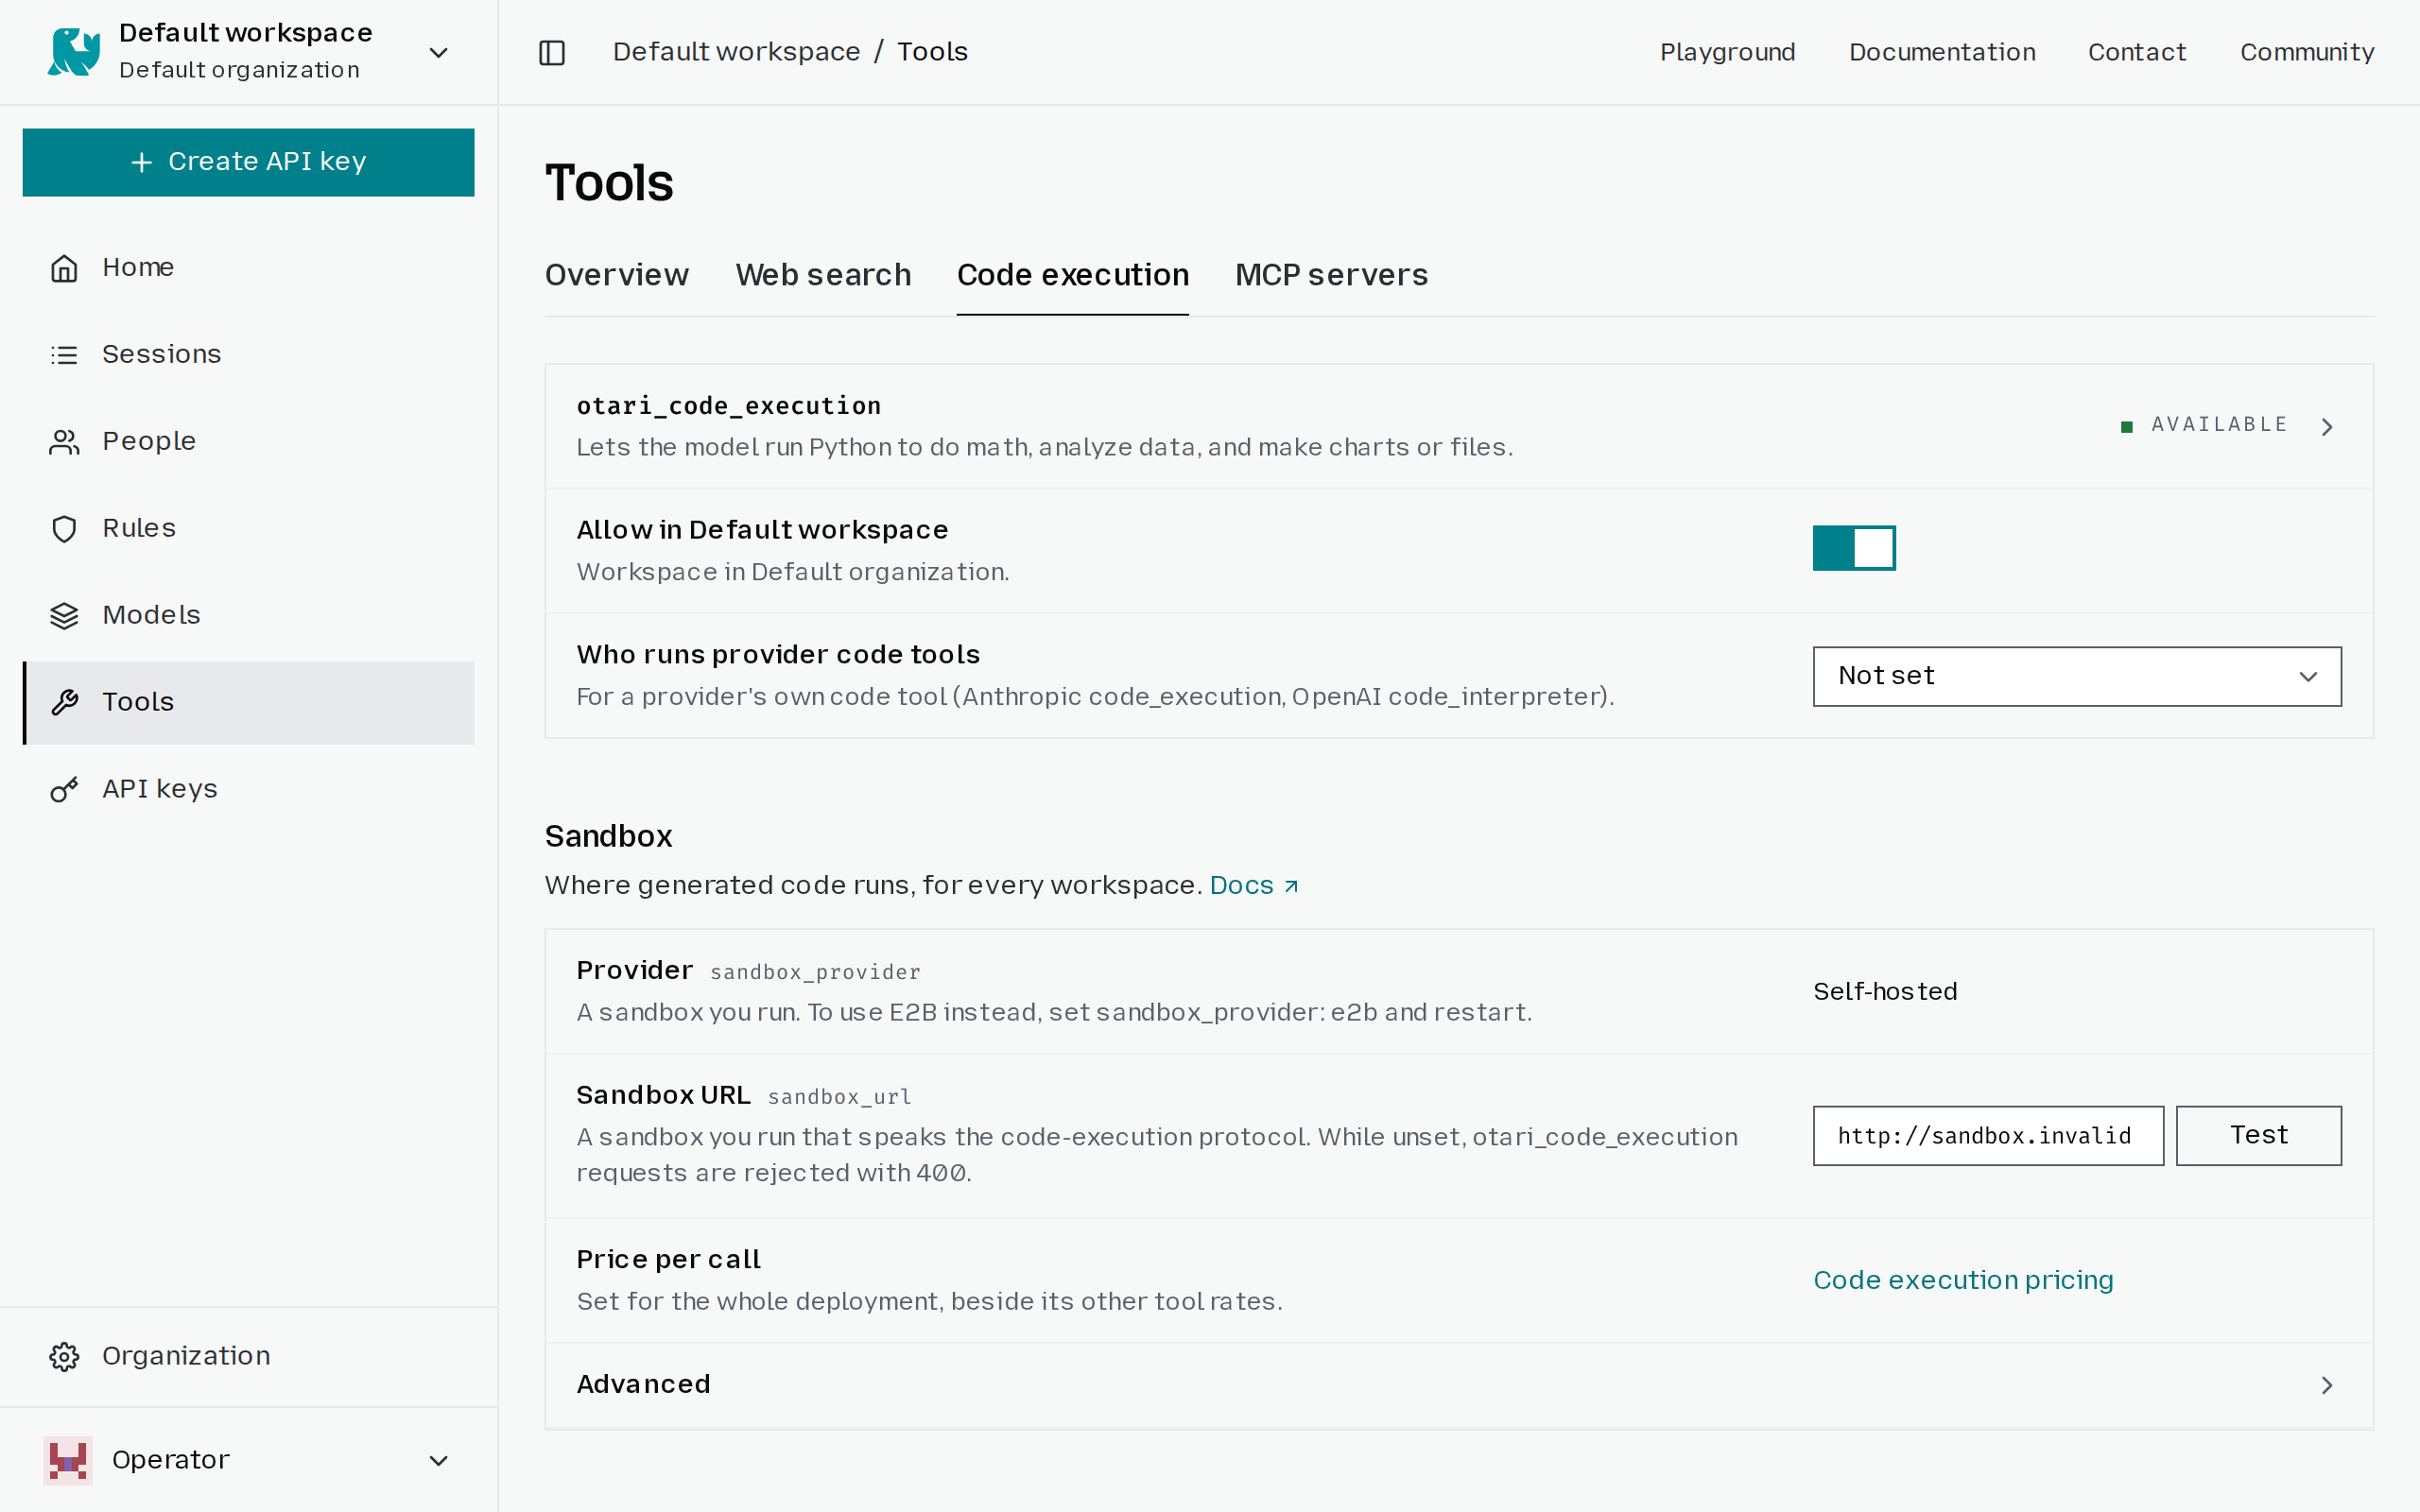 Default workspace
Default organization
Default workspace / Tools
Playground
Documentation
Contact
Community
Create API key
Home
Sessions
People
Rules
Models
Tools
API keys
Organization
Operator
Tools
Overview
Web search
Code execution
MCP servers
otari_code_execution
Lets the model run Python to do math, analyze data, and make charts or files.
AVAILABLE
Allow in Default workspace
Workspace in Default organization.
Who runs provider code tools
For a provider's own code tool (Anthropic code_execution, OpenAI code_interpreter).
Not set
Sandbox
Where generated code runs, for every workspace. Docs
Provider sandbox_provider
A sandbox you run. To use E2B instead, set sandbox_provider: e2b and restart.
Self-hosted
Sandbox URL sandbox_url
A sandbox you run that speaks the code-execution protocol. While unset, otari_code_execution
requests are rejected with 400.
http://sandbox.invalid
Test
Price per call
Set for the whole deployment, beside its other tool rates.
Code execution pricing
Advanced